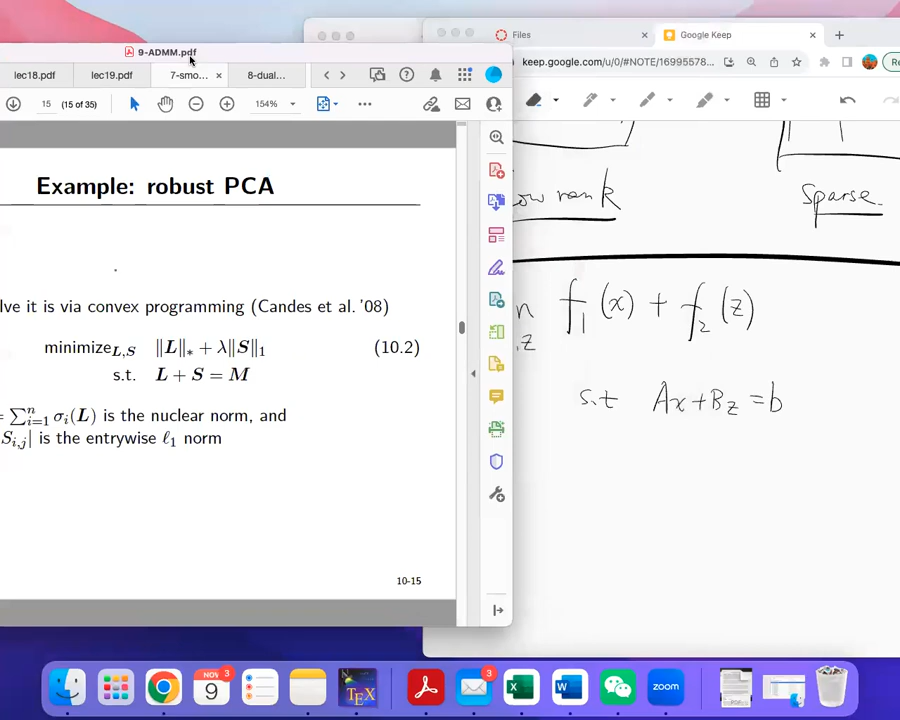 9-ADMM.pdf
lec18.pdf lec19.pdf 7-smo... × 8-dual...
15 (15 of 35) 154%
Example: robust PCA
lve it is via convex programming (Candes et al. '08)
minimize_{L,S} ‖L‖_* + λ‖S‖_1 (10.2)
s.t. L + S = M
= ∑_{i=1}^n σ_i(L) is the nuclear norm, and
S_{i,j}| is the entrywise ℓ_1 norm
10-15
Files × Google Keep × +
keep.google.com/u/0/#NOTE/16995578...
ow rank Sparse.
n f_1(x) + f_2(z)
,z
s.t Ax+Bz=b
3
NOV
9
TEX
3
zoom